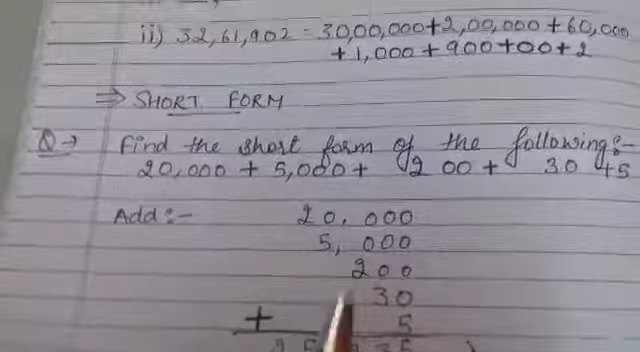 ii) 32,61,902 = 30,00,000+2,00,000+60,000
+1,000+900+00+2
⇒ SHORT FORM
Q→ Find the short form of the following:-
20,000 + 5,000 + 200 + 30 +5
Add:- 20,000
5,000
200
30
+ 5